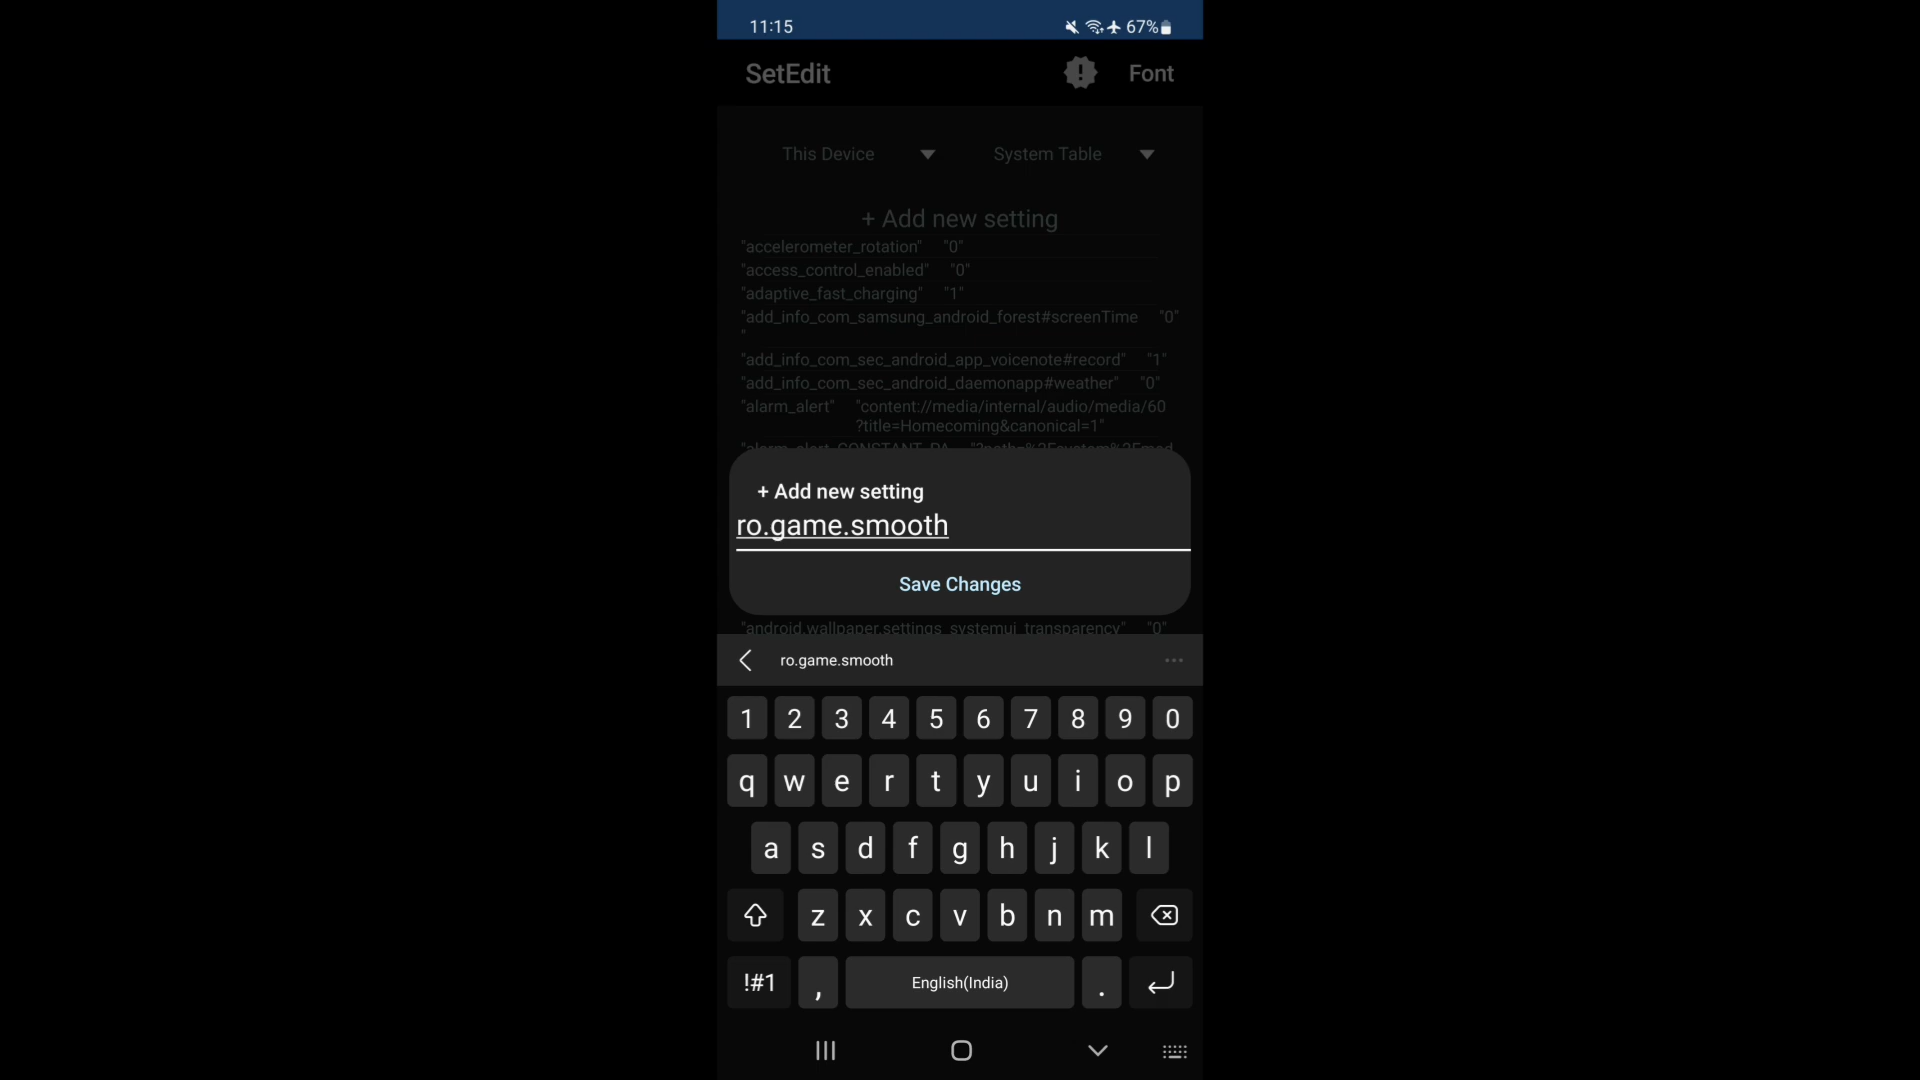 11:15 67%
SetEdit Font
This Device System Table
+ Add new setting
"accelerometer_rotation" "0"
"access_control_enabled" "0"
"adaptive_fast_charging" "1"
"add_info_com_samsung_android_forest#screenTime "0"
"
"add_info_com_sec_android_app_voicenote#record" "1"
"add_info_com_sec_android_daemonapp#weather" "0"
"alarm_alert" "content://media/internal/audio/media/60
?title=Homecoming&canonical=1"
+ Add new setting
ro.game.smooth
Save Changes
"android.wallpaper.settings_systemui_transparency" "0"
ro.game.smooth
1 2 3 4 5 6 7 8 9 0
q w e r t y u i o p
a s d f g h j k l
z x c v b n m
!#1 , English(India) .